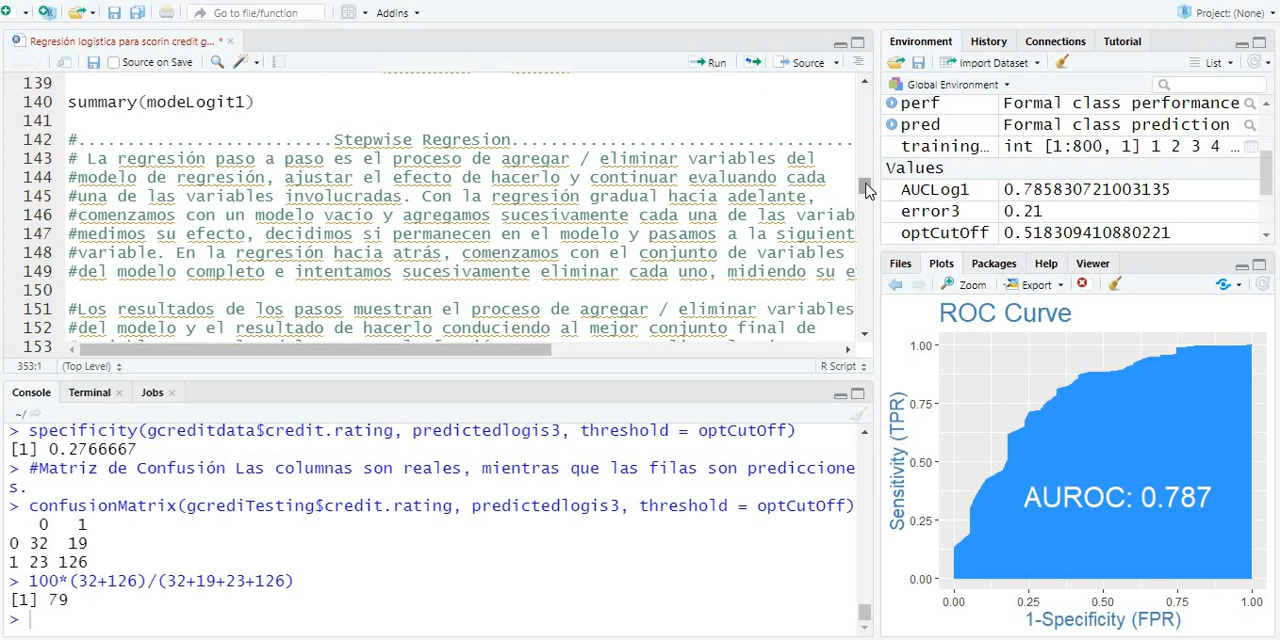 Go to file/function
Addins
Project: (None)
Regresión logística para scorin credit g... *
Source on Save
Run
Source
139
140 summary(modeLogit1)
141
142 #............................Stepwise Regresion......................................
143 # La regresión paso a paso es el proceso de agregar / eliminar variables del
144 #modelo de regresión, ajustar el efecto de hacerlo y continuar evaluando cada
145 #una de las variables involucradas. Con la regresión gradual hacia adelante,
146 #comenzamos con un modelo vacío y agregamos sucesivamente cada una de las variab
147 #medimos su efecto, decidimos si permanecen en el modelo y pasamos a la siguient
148 #variable. En la regresión hacia atrás, comenzamos con el conjunto de variables
149 #del modelo completo e intentamos sucesivamente eliminar cada uno, midiendo su e
150
151 #Los resultados de los pasos muestran el proceso de agregar / eliminar variables
152 #del modelo y el resultado de hacerlo conduciendo al mejor conjunto final de
153
353:1
(Top Level)
R Script
Console
Terminal
Jobs
~/
> specificity(gcreditdata$credit.rating, predictedlogis3, threshold = optCutOff)
[1] 0.2766667
> #Matriz de Confusión Las columnas son reales, mientras que las filas son prediccione
s.
> confusionMatrix(gcrediTesting$credit.rating, predictedlogis3, threshold = optCutOff)
0 1
0 32 19
1 23 126
> 100*(32+126)/(32+19+23+126)
[1] 79
>
Environment
History
Connections
Tutorial
Import Dataset
List
Global Environment
perf Formal class performance
pred Formal class prediction
training… int [1:800, 1] 1 2 3 4 …
Values
AUCLog1 0.785830721003135
error3 0.21
optCutOff 0.518309410880221
Files
Plots
Packages
Help
Viewer
Zoom
Export
ROC Curve
1.00
0.75
0.50
0.25
0.00
Sensitivity (TPR)
AUROC: 0.787
0.00 0.25 0.50 0.75 1.00
1-Specificity (FPR)